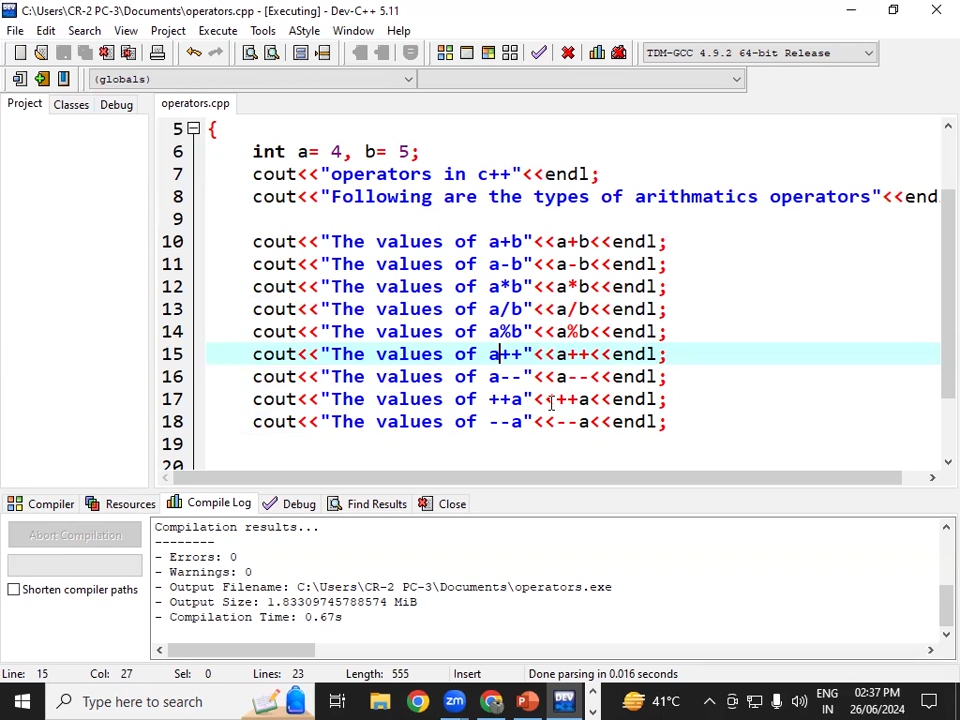 C:\Users\CR-2 PC-3\Documents\operators.cpp - [Executing] - Dev-C++ 5.11
File Edit Search View Project Execute Tools AStyle Window Help
TDM-GCC 4.9.2 64-bit Release
(globals)
Project Classes Debug
operators.cpp
5 {
6 int a= 4, b= 5;
7 cout<<"operators in c++"<<endl;
8 cout<<"Following are the types of arithmatics operators"<<end
9
10 cout<<"The values of a+b"<<a+b<<endl;
11 cout<<"The values of a-b"<<a-b<<endl;
12 cout<<"The values of a*b"<<a*b<<endl;
13 cout<<"The values of a/b"<<a/b<<endl;
14 cout<<"The values of a%b"<<a%b<<endl;
15 cout<<"The values of a++"<<a++<<endl;
16 cout<<"The values of a--"<<a--<<endl;
17 cout<<"The values of ++a"<<++a<<endl;
18 cout<<"The values of --a"<<--a<<endl;
19
20
Compiler Resources Compile Log Debug Find Results Close
Abort Compilation
Shorten compiler paths
Compilation results...
--------
- Errors: 0
- Warnings: 0
- Output Filename: C:\Users\CR-2 PC-3\Documents\operators.exe
- Output Size: 1.83309745788574 MiB
- Compilation Time: 0.67s
Line: 15 Col: 27 Sel: 0 Lines: 23 Length: 555 Insert Done parsing in 0.016 seconds
Type here to search
zm
DEV
41°C
ENG
IN
02:37 PM
26/06/2024